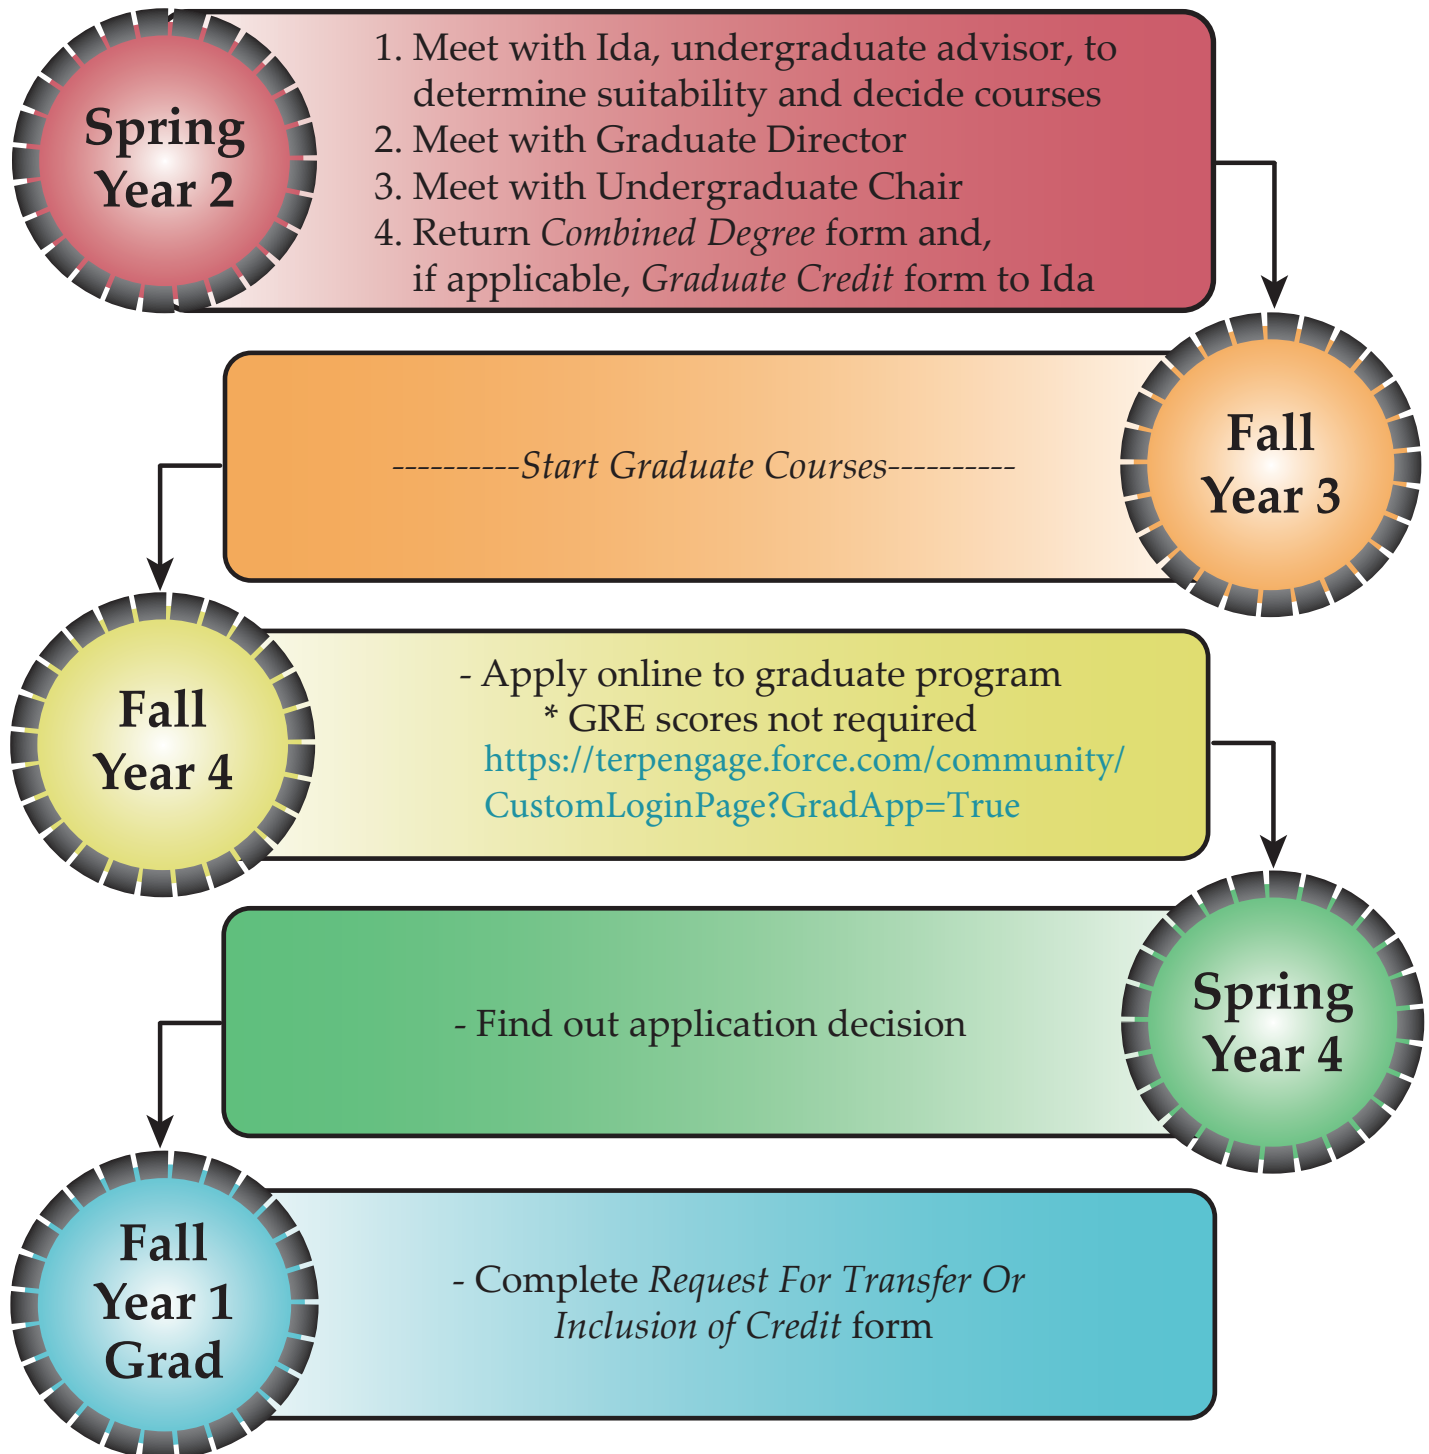 Spring
Year 2
1. Meet with Ida, undergraduate advisor, to
determine suitability and decide courses
2. Meet with Graduate Director
3. Meet with Undergraduate Chair
4. Return Combined Degree form and,
if applicable, Graduate Credit form to Ida
Fall
Year 3
----------Start Graduate Courses----------
Fall
Year 4
- Apply online to graduate program
* GRE scores not required
https://terpengage.force.com/community/
CustomLoginPage?GradApp=True
Spring
Year 4
- Find out application decision
Fall
Year 1
Grad
- Complete Request For Transfer Or
Inclusion of Credit form